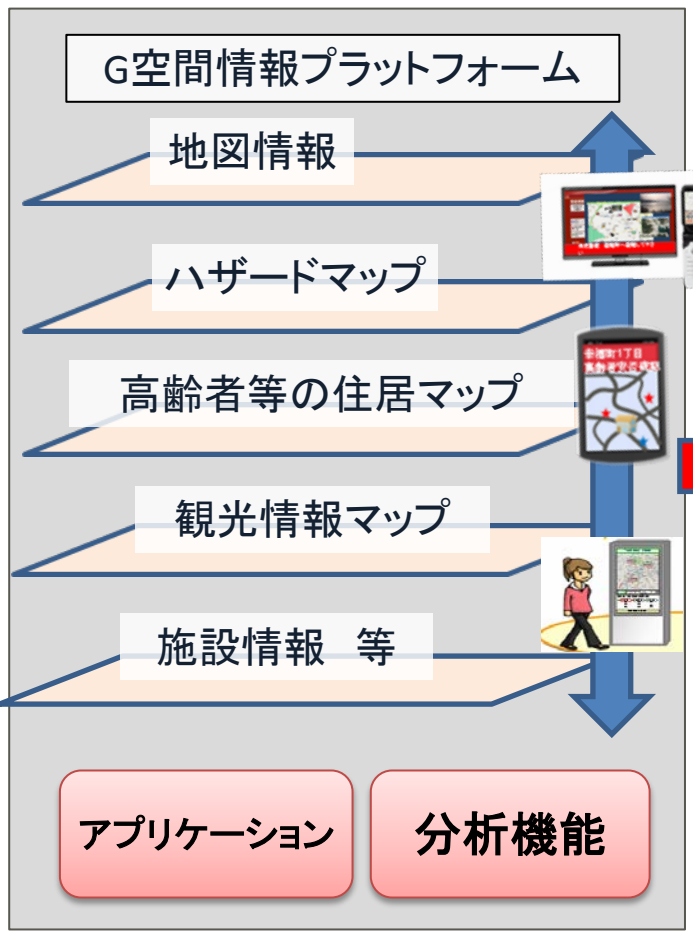 G空間情報プラットフォーム
地図情報
ハザードマップ
高齢者等の住居マップ
観光情報マップ
施設情報　等
アプリケーション
分析機能